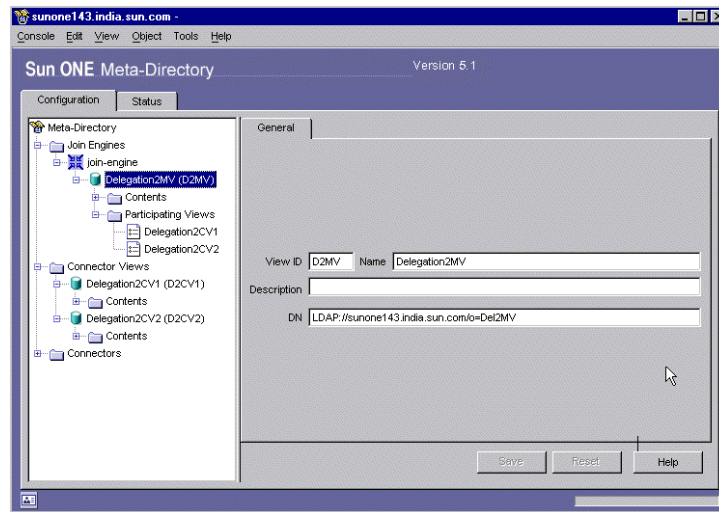 sunone143.india.sun.com -
Console Edit View Object Tools Help
Sun ONE Meta-Directory Version 5.1
Configuration Status
Meta-Directory
Join Engines
join-engine
Delegation2MV (D2MV)
Contents
Participating Views
Delegation2CV1
Delegation2CV2
Connector Views
Delegation2CV1 (D2CV1)
Contents
Delegation2CV2 (D2CV2)
Contents
Connectors
General
View ID D2MV Name Delegation2MV
Description
DN LDAP://sunone143.india.sun.com/o=Del2MV
Save Reset Help